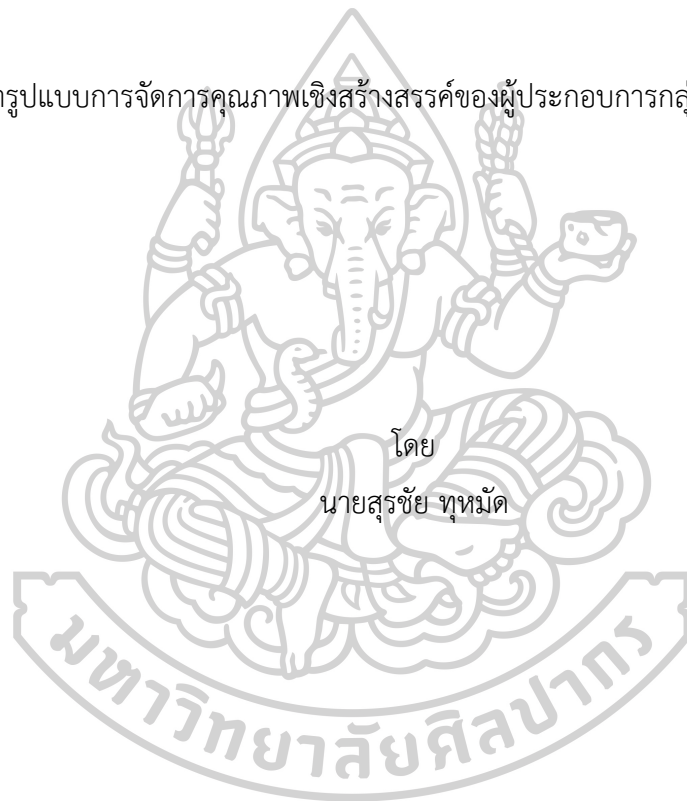 รูปแบบการจัดการคุณภาพเชิงสร้างสรรค์ของผู้ประกอบการ
โดย
นายสุรชัย ทุหมัด
มหาวิทยาลัยศิลปากร